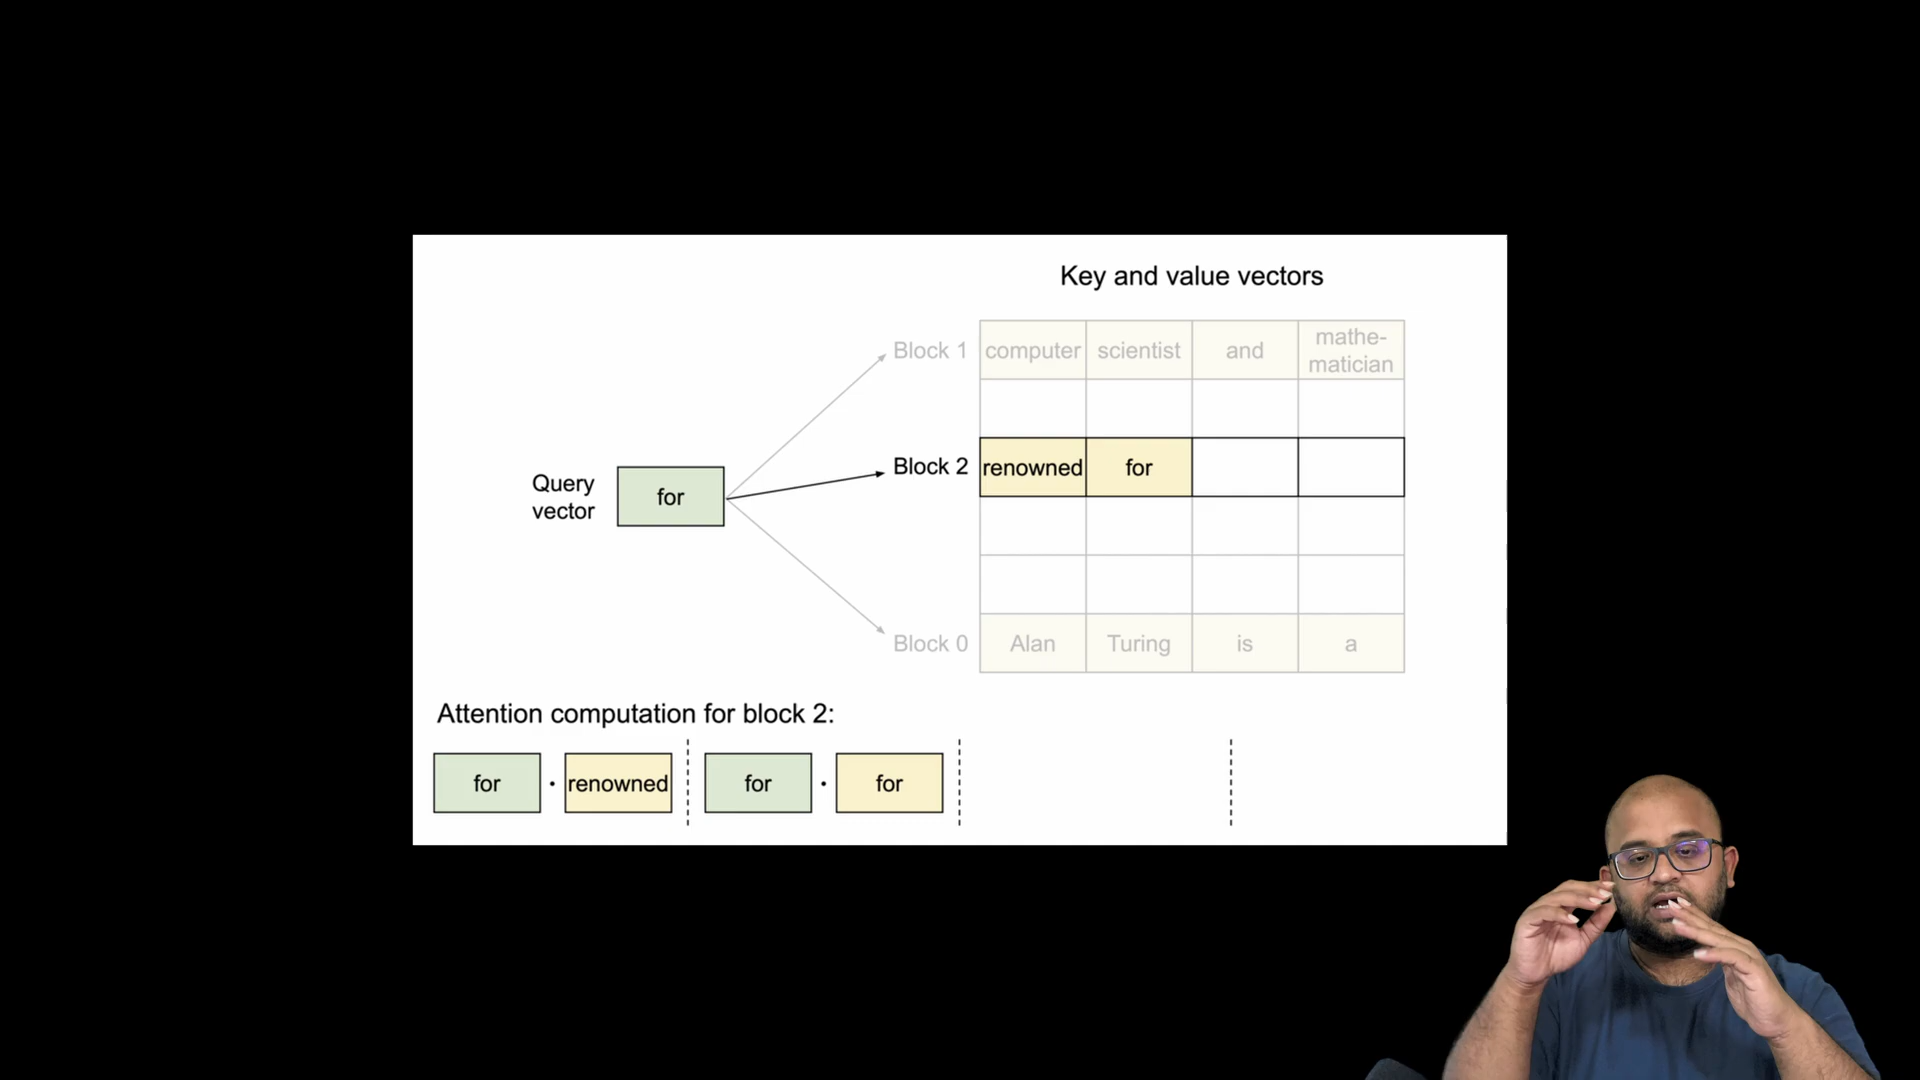 Key and value vectors
Block 1 computer scientist and mathe-
matician
Query
vector
for
Block 2 renowned for
Block 0 Alan Turing is a
Attention computation for block 2:
for · renowned for · for